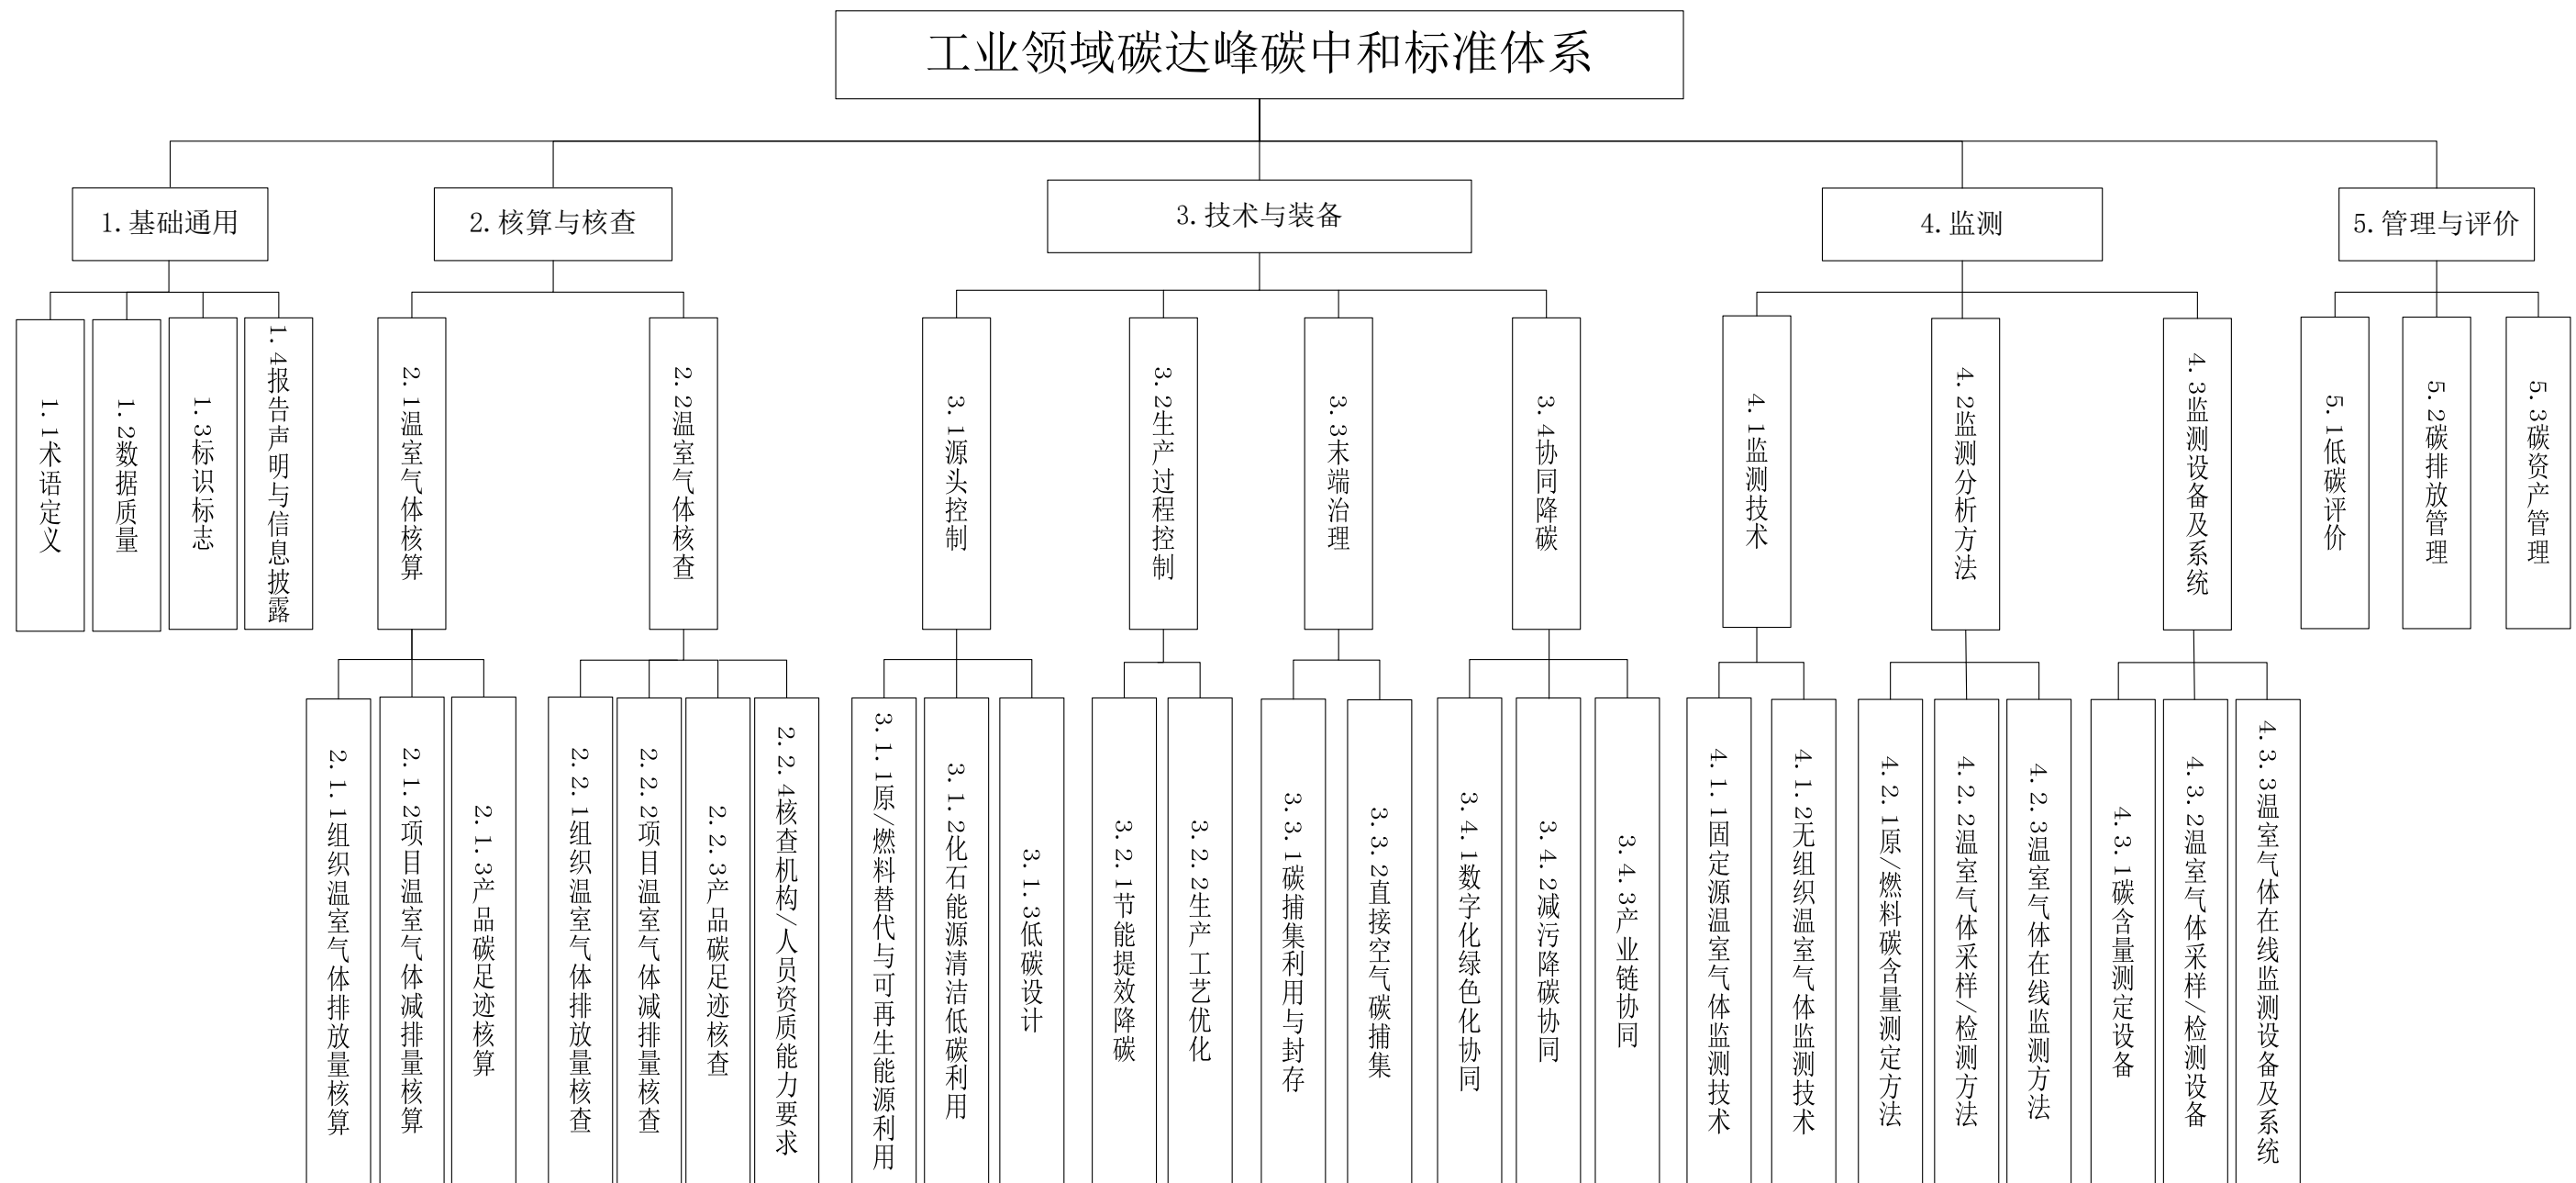 工业领域碳达峰碳中和标准体系
1.基础通用
2.核算与核查
3.技术与装备
4.监测
5.管理与评价
1.1术语定义
1.2数据质量
1.3标识标志
1.4报告声明与信息披露
2.1温室气体核算
2.2温室气体核查
3.1源头控制
3.2生产过程控制
3.3末端治理
3.4协同降碳
4.1监测技术
4.2监测分析方法
4.3监测设备及系统
5.1低碳评价
5.2碳排放管理
5.3碳资产管理
2.1.1组织温室气体排放量核算
2.1.2项目温室气体减排量核算
2.1.3产品碳足迹核算
2.2.1组织温室气体排放量核查
2.2.2项目温室气体减排量核查
2.2.3产品碳足迹核查
2.2.4核查机构/人员资质能力要求
3.1.1原/燃料替代与可再生能源利用
3.1.2化石能源清洁低碳利用
3.1.3低碳设计
3.2.1节能提效降碳
3.2.2生产工艺优化
3.3.1碳捕集利用与封存
3.3.2直接空气碳捕集
3.4.1数字化绿色化协同
3.4.2减污降碳协同
3.4.3产业链协同
4.1.1固定源温室气体监测技术
4.1.2无组织温室气体监测技术
4.2.1原/燃料碳含量测定方法
4.2.2温室气体采样/检测方法
4.2.3温室气体在线监测方法
4.3.1碳含量测定设备
4.3.2温室气体采样/检测设备
4.3.3温室气体在线监测设备及系统